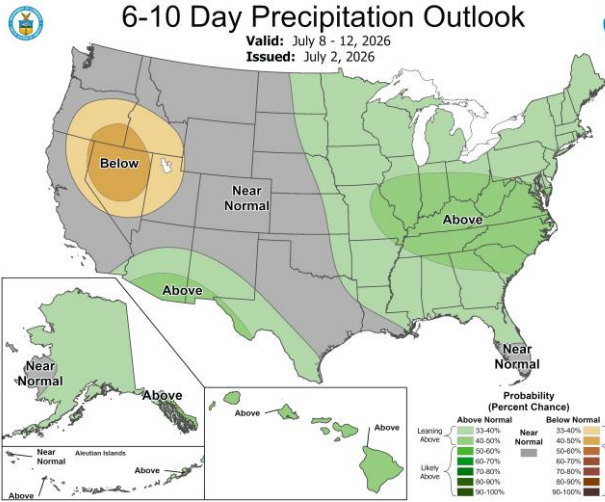 6-10 Day Precipitation Outlook
Valid: July 8 - 12, 2026
Issued: July 2, 2026
Below
Near
Normal
Above
Above
Near
Normal
Near
Normal
Above
Near
Normal
Aleutian Islands
Above
Above
Above
Above
Probability
(Percent Chance)
Above Normal
Below Normal
Leaning
Above
33-40%
40-50%
50-60%
60-70%
70-80%
80-90%
90-100%
Likely
Above
Near
Normal
33-40%
40-50%
50-60%
60-70%
70-80%
80-90%
90-100%